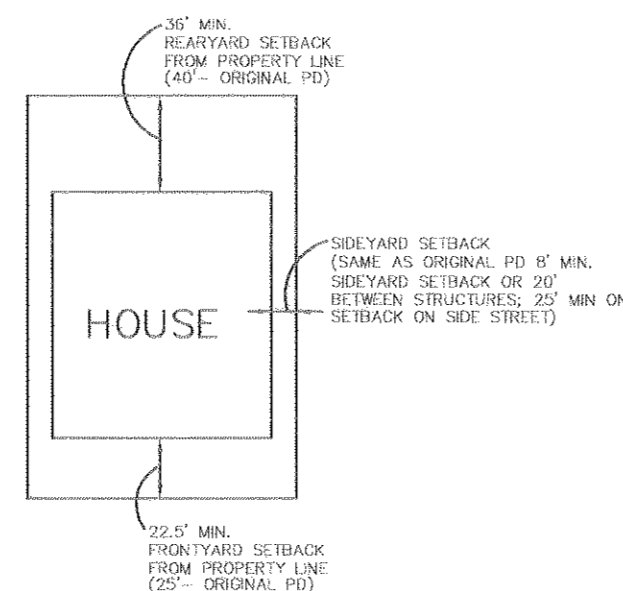 36' MIN.
REARYARD SETBACK
FROM PROPERTY LINE
(40'- ORIGINAL PD)
SIDEYARD SETBACK
(SAME AS ORIGINAL PD 8' MIN.
SIDEYARD SETBACK OR 20'
BETWEEN STRUCTURES; 25' MIN ON
SETBACK ON SIDE STREET)
HOUSE
22.5' MIN.
FRONTYARD SETBACK
FROM PROPERTY LINE
(25'- ORIGINAL PD)